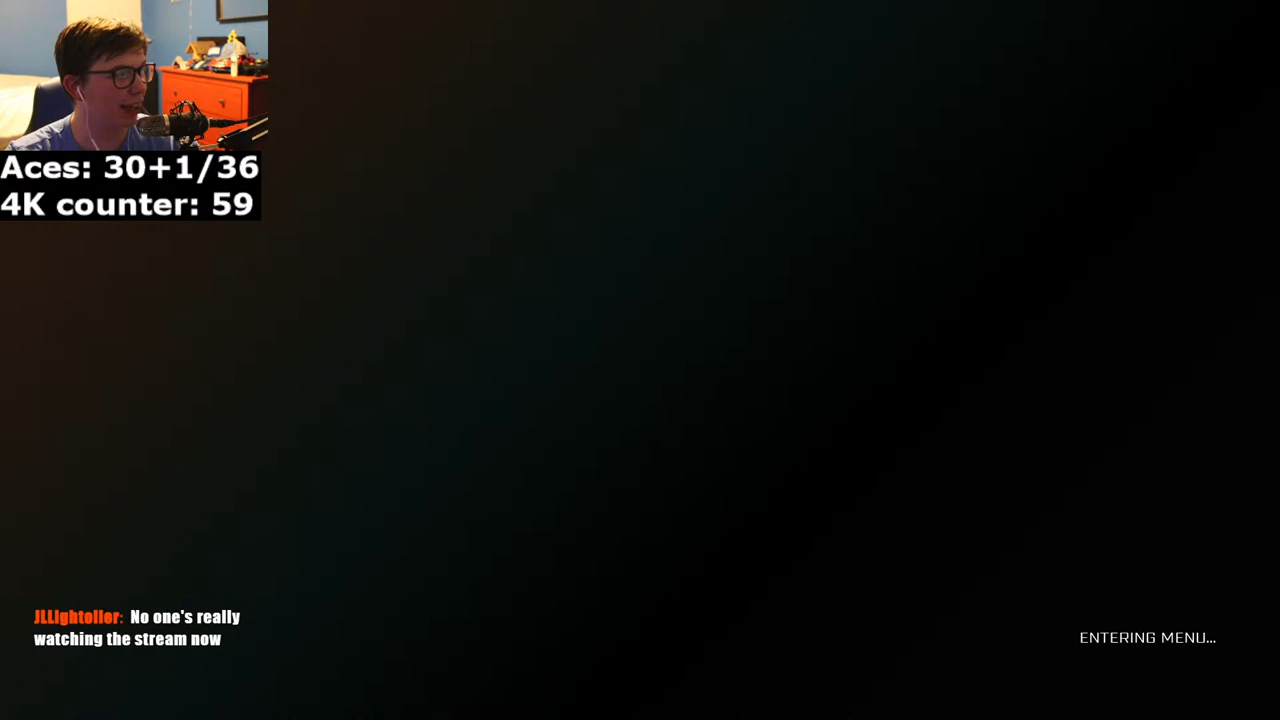 Aces: 30+1/36
4K counter: 59
JLLightoller: No one's really
watching the stream now
ENTERING MENU...